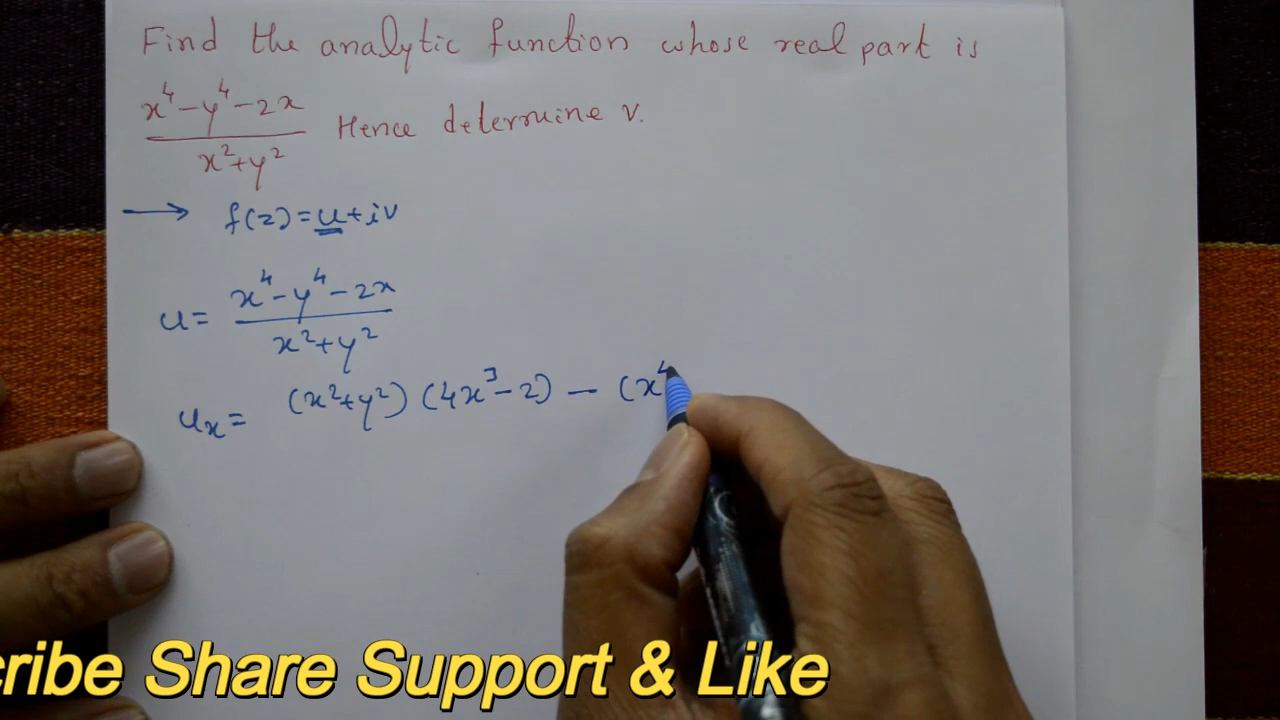 Find the analytic function whose real part is
x⁴-y⁴-2x
x²+y²
Hence determine v.
→ f(z)=u+iv
u= x⁴-y⁴-2x
x²+y²
uₓ= (x²+y²) (4x³-2) - (x⁴
cribe Share Support & Like